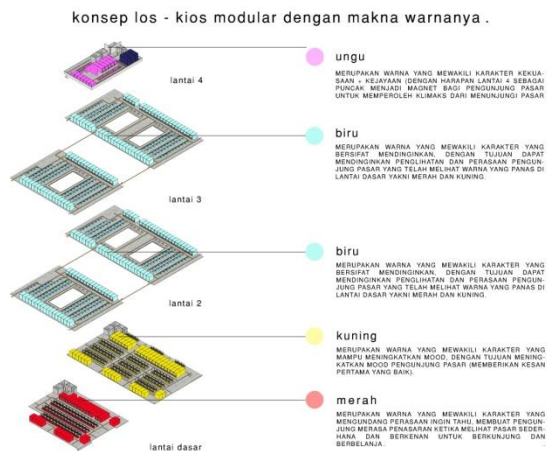 konsep los - kios modular dengan makna warnanya .
lantai 4
ungu
MERUPAKAN WARNA YANG MEWAKILI KARAKTER KEKUA-
SAAN + KEJAYAAN (DENGAN HARAPAN LANTAI 4 SEBAGAI
PUNCAK MENJADI MAGNET BAGI PENGUNJUNG PASAR
UNTUK MEMPEROLEH KLIMAKS DARI MENUNJUNGI PASAR
lantai 3
biru
MERUPAKAN WARNA YANG MEWAKILI KARAKTER YANG
BERSIFAT MENDINGINKAN, DENGAN TUJUAN DAPAT
MENDINGINKAN PENGLIHATAN DAN PERASAAN PENGUN-
JUNG PASAR YANG TELAH MELIHAT WARNA YANG PANAS DI
LANTAI DASAR YAKNI MERAH DAN KUNING.
lantai 2
biru
MERUPAKAN WARNA YANG MEWAKILI KARAKTER YANG
BERSIFAT MENDINGINKAN, DENGAN TUJUAN DAPAT
MENDINGINKAN PENGLIHATAN DAN PERASAAN PENGUN-
JUNG PASAR YANG TELAH MELIHAT WARNA YANG PANAS DI
LANTAI DASAR YAKNI MERAH DAN KUNING.
kuning
MERUPAKAN WARNA YANG MEWAKILI KARAKTER YANG
MAMPU MENINGKATKAN MOOD, DENGAN TUJUAN MENING-
KATKAN MOOD PENGUNJUNG PASAR (MEMBERIKAN KESAN
PERTAMA YANG BAIK).
merah
MERUPAKAN WARNA YANG MEWAKILI KARAKTER YANG
MENGUNDANG PERASAAN INGIN TAHU, MEMBUAT PENGUN-
JUNG MERASA PENASARAN KETIKA MELIHAT PASAR SEDER-
HANA DAN BERKENAN UNTUK BERKUNJUNG DAN
BERBELANJA.
lantai dasar